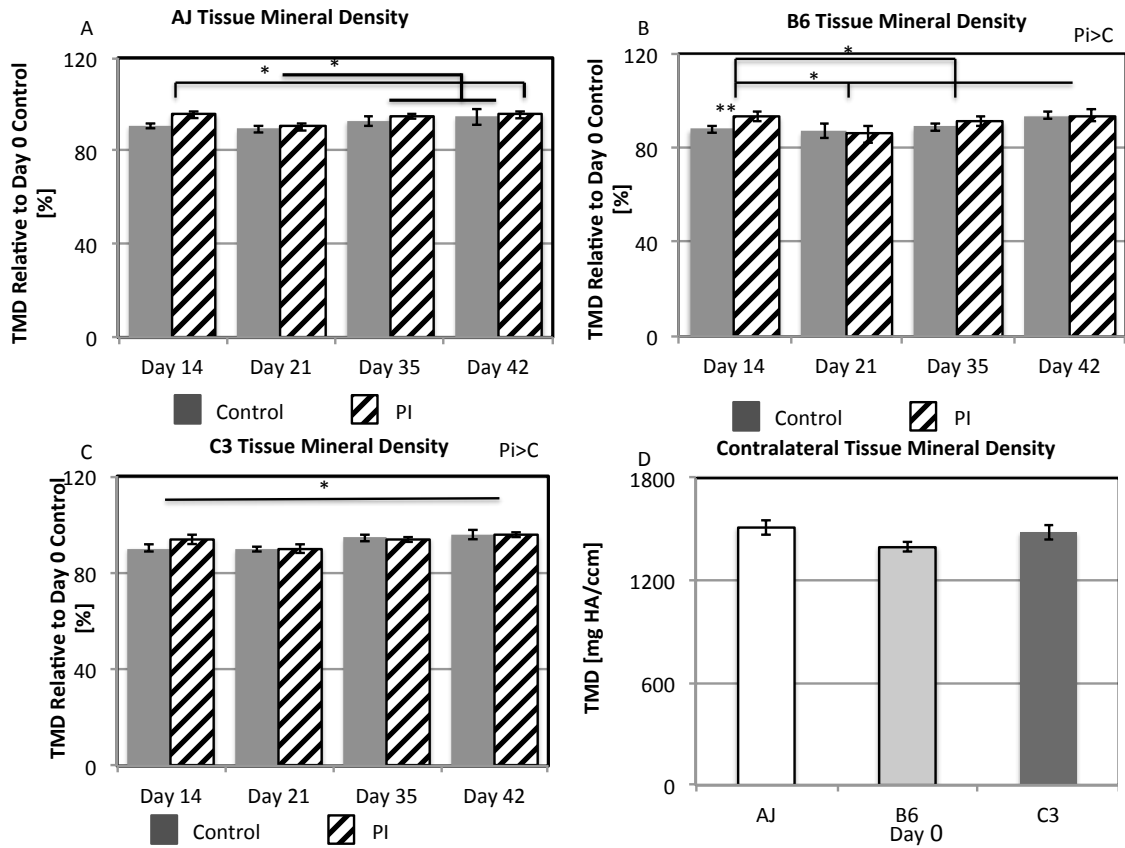 A
AJ Tissue Mineral Density
120
80
40
0
TMD Relative to Day 0 Control
[%]
*
*
Day 14 Day 21 Day 35 Day 42
Control PI
B
B6 Tissue Mineral Density
Pi>C
120
80
40
0
TMD Relative to Day 0 Control
[%]
*
*
**
Day 14 Day 21 Day 35 Day 42
Control PI
C
C3 Tissue Mineral Density
Pi>C
120
80
40
0
TMD Relative to Day 0 Control
[%]
*
Day 14 Day 21 Day 35 Day 42
Control PI
D
Contralateral Tissue Mineral Density
1800
1200
600
0
TMD [mg HA/ccm]
AJ B6 C3
Day 0